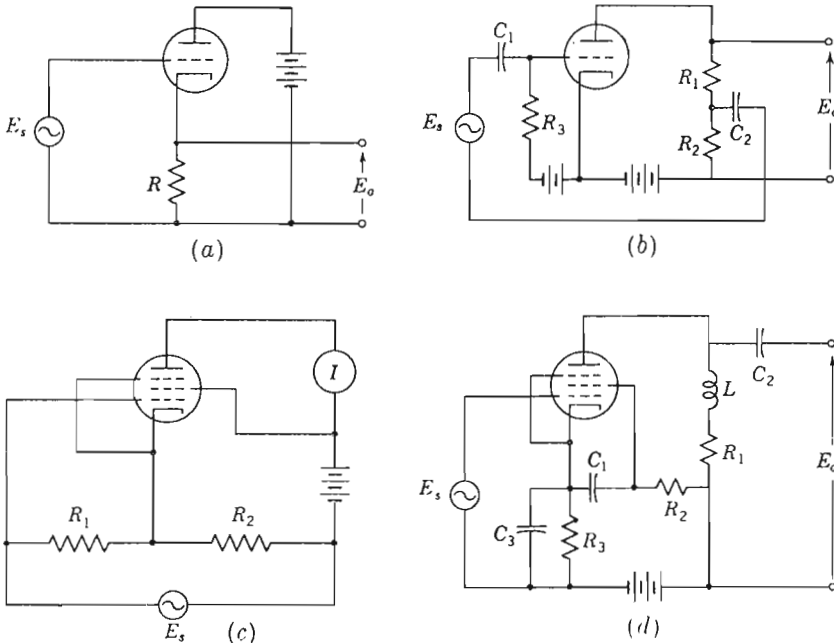 E_s
R
E_o
(a)
C_1
E_s
R_3
R_1
C_2
R_2
E_o
(b)
I
R_1
R_2
E_s
(c)
C_2
L
R_1
E_o
E_s
C_1
R_2
C_3
R_3
(d)